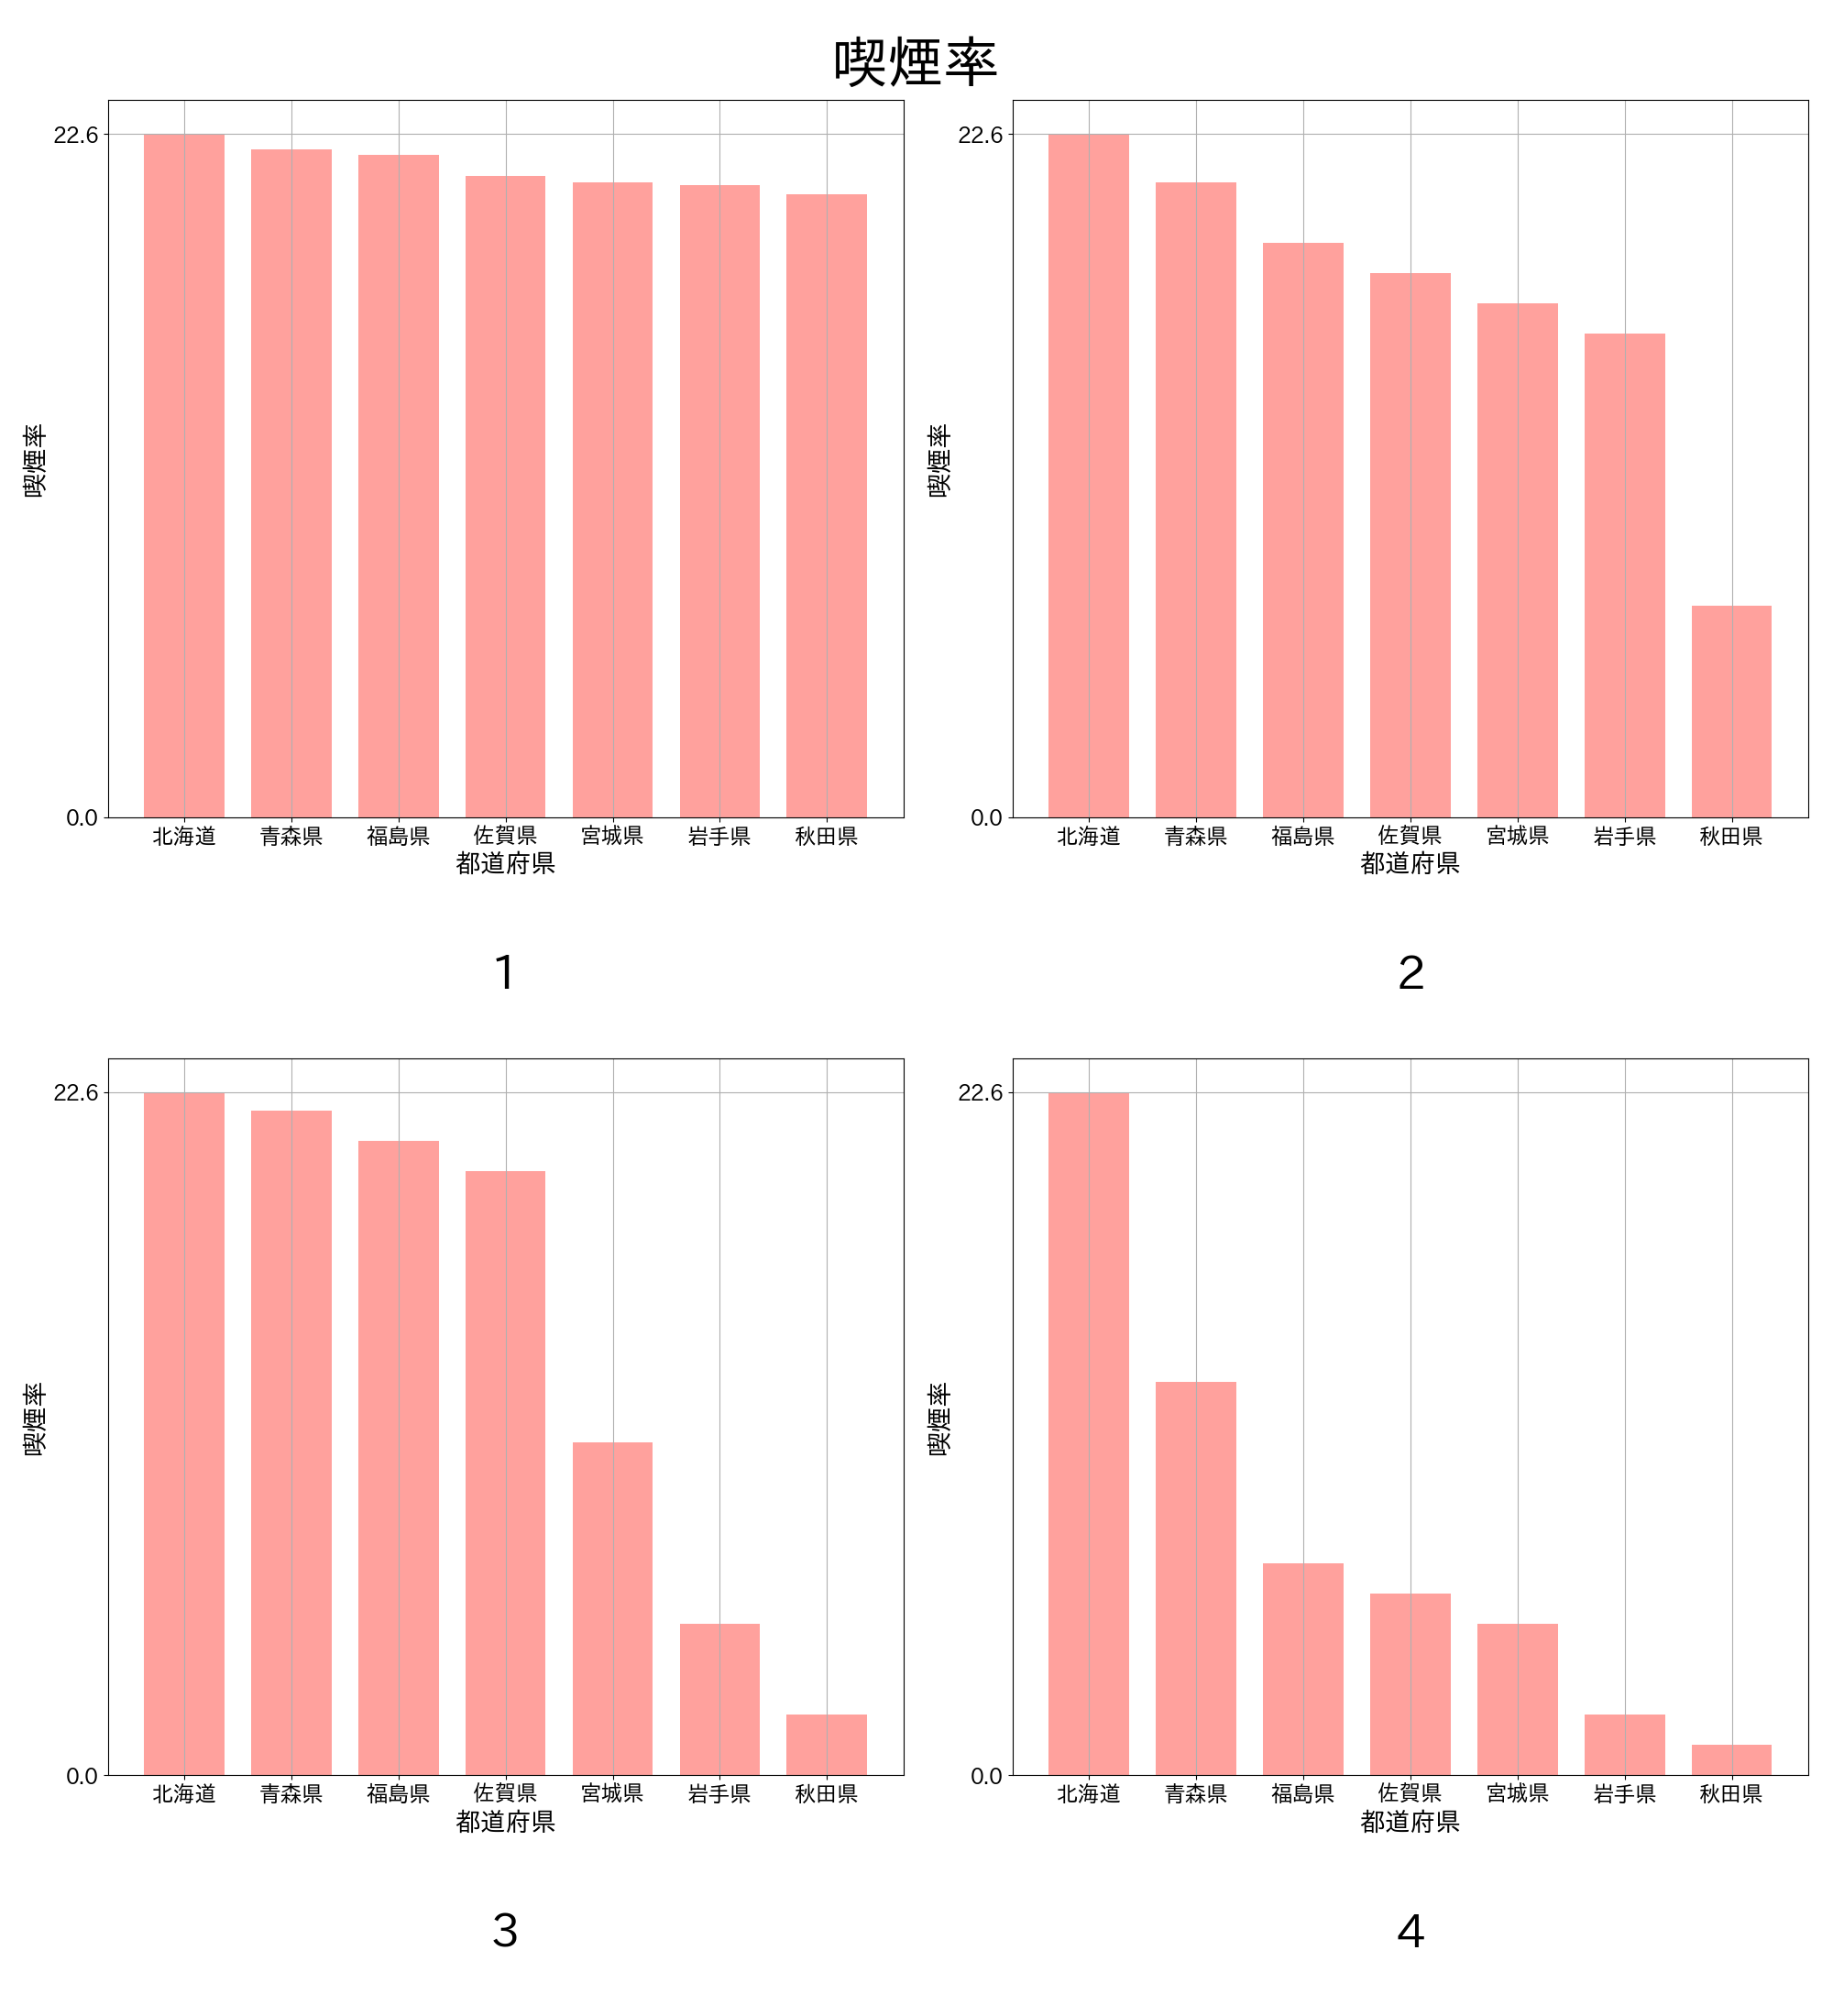 喫煙率
22.6
0.0
喫煙率
北海道 青森県 福島県 佐賀県 宮城県 岩手県 秋田県
都道府県
1
22.6
0.0
喫煙率
北海道 青森県 福島県 佐賀県 宮城県 岩手県 秋田県
都道府県
2
22.6
0.0
喫煙率
北海道 青森県 福島県 佐賀県 宮城県 岩手県 秋田県
都道府県
3
22.6
0.0
喫煙率
北海道 青森県 福島県 佐賀県 宮城県 岩手県 秋田県
都道府県
4